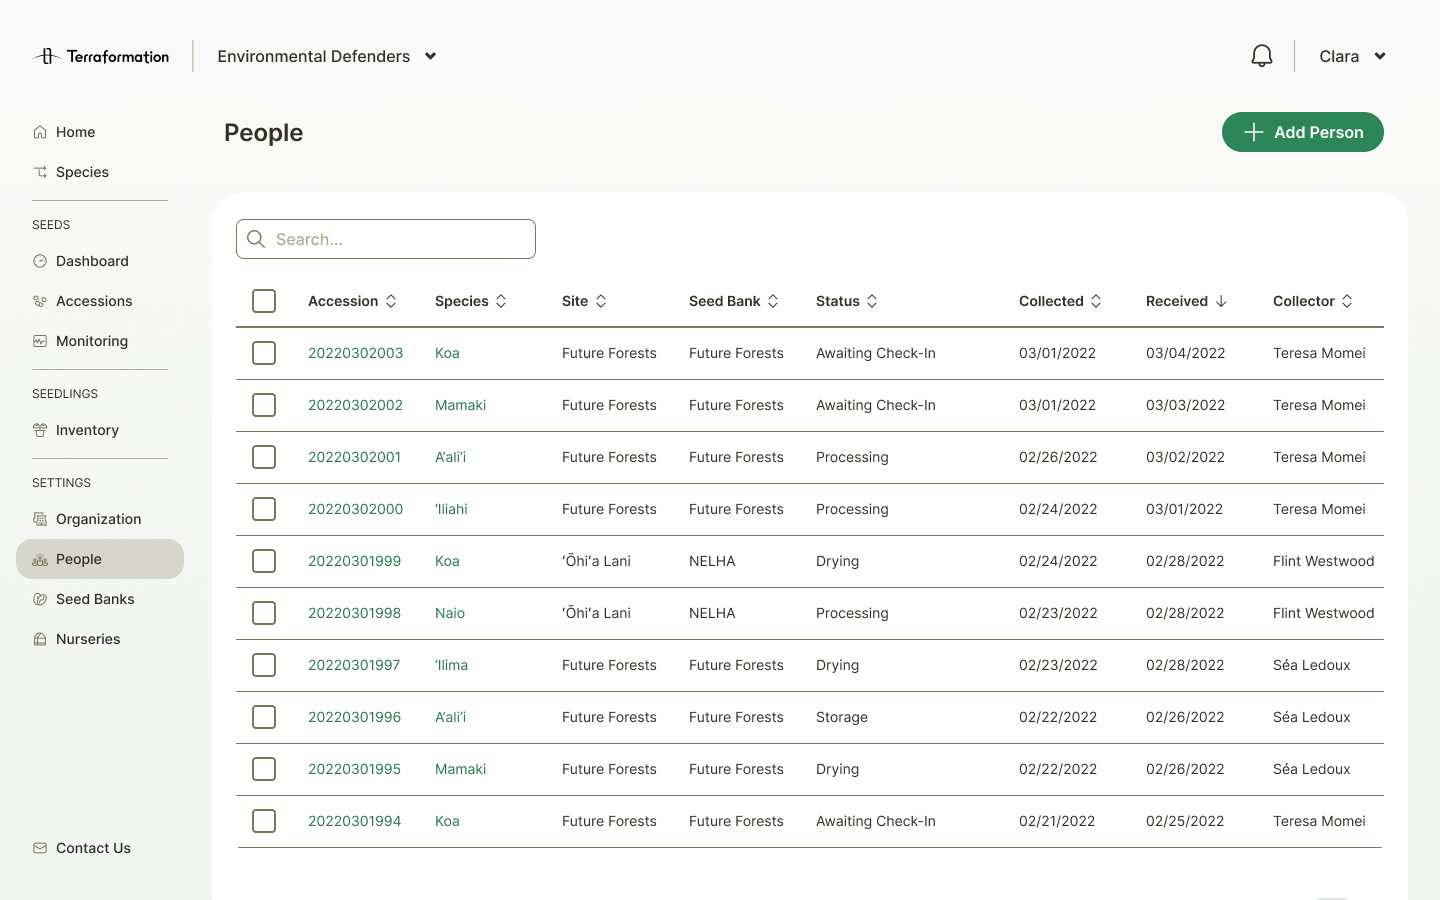 Terraformation
Environmental Defenders
Clara
Home
Species
SEEDS
Dashboard
Accessions
Monitoring
SEEDLINGS
Inventory
SETTINGS
Organization
People
Seed Banks
Nurseries
Contact Us
People
Add Person
Search...
Accession Species Site Seed Bank Status Collected Received Collector
20220302003 Koa Future Forests Future Forests Awaiting Check-In 03/01/2022 03/04/2022 Teresa Momei
20220302002 Mamaki Future Forests Future Forests Awaiting Check-In 03/01/2022 03/03/2022 Teresa Momei
20220302001 A‘ali‘i Future Forests Future Forests Processing 02/26/2022 03/02/2022 Teresa Momei
20220302000 ‘Iliahi Future Forests Future Forests Processing 02/24/2022 03/01/2022 Teresa Momei
20220301999 Koa ʻŌhiʻa Lani NELHA Drying 02/24/2022 02/28/2022 Flint Westwood
20220301998 Naio ʻŌhiʻa Lani NELHA Processing 02/23/2022 02/28/2022 Flint Westwood
20220301997 ‘Ilima Future Forests Future Forests Drying 02/23/2022 02/28/2022 Séa Ledoux
20220301996 A‘ali‘i Future Forests Future Forests Storage 02/22/2022 02/26/2022 Séa Ledoux
20220301995 Mamaki Future Forests Future Forests Drying 02/22/2022 02/26/2022 Séa Ledoux
20220301994 Koa Future Forests Future Forests Awaiting Check-In 02/21/2022 02/25/2022 Teresa Momei